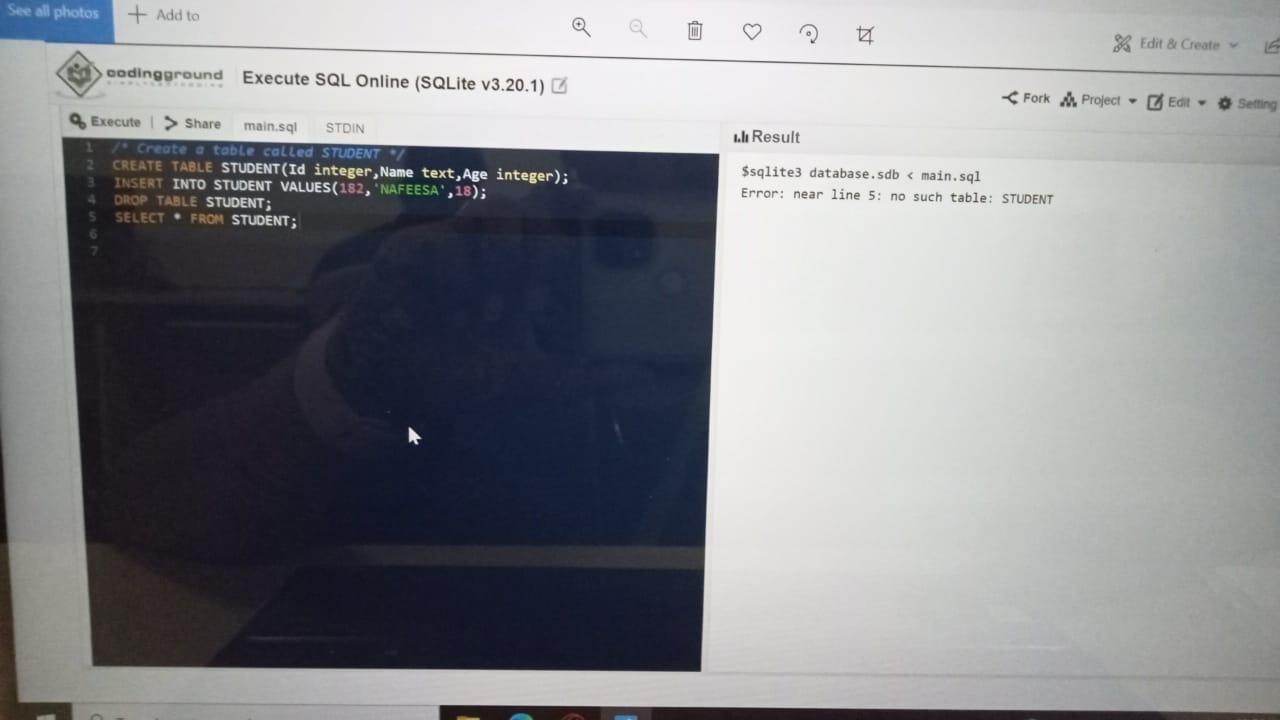 See all photos
Add to
Edit & Create
codingground
Execute SQL Online (SQLite v3.20.1)
Fork
Project
Edit
Setting
Execute | Share main.sql STDIN
Result
1 /* Create a table called STUDENT */
2 CREATE TABLE STUDENT(Id integer,Name text,Age integer);
3 INSERT INTO STUDENT VALUES(182,'NAFEESA',18);
4 DROP TABLE STUDENT;
5 SELECT * FROM STUDENT;
6
7
$sqlite3 database.sdb < main.sql
Error: near line 5: no such table: STUDENT